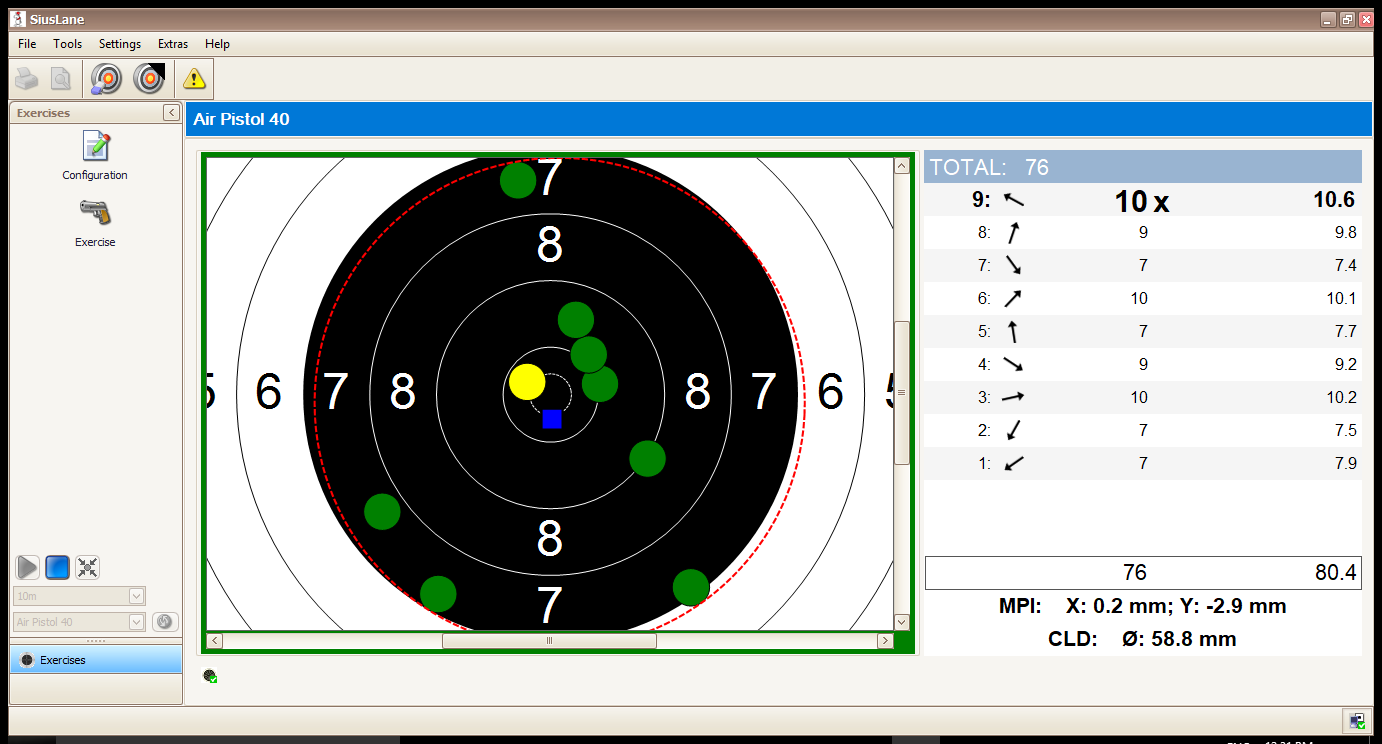 SiusLane
File Tools Settings Extras Help
Exercises
Configuration
Exercise
10m
Air Pistol 40
Exercises
Air Pistol 40
7
8
5 6 7 8 8 7 6 5
8
7
TOTAL: 76
9: 10 x 10.6
8: 9 9.8
7: 7 7.4
6: 10 10.1
5: 7 7.7
4: 9 9.2
3: 10 10.2
2: 7 7.5
1: 7 7.9
76 80.4
MPI: X: 0.2 mm; Y: -2.9 mm
CLD: Ø: 58.8 mm